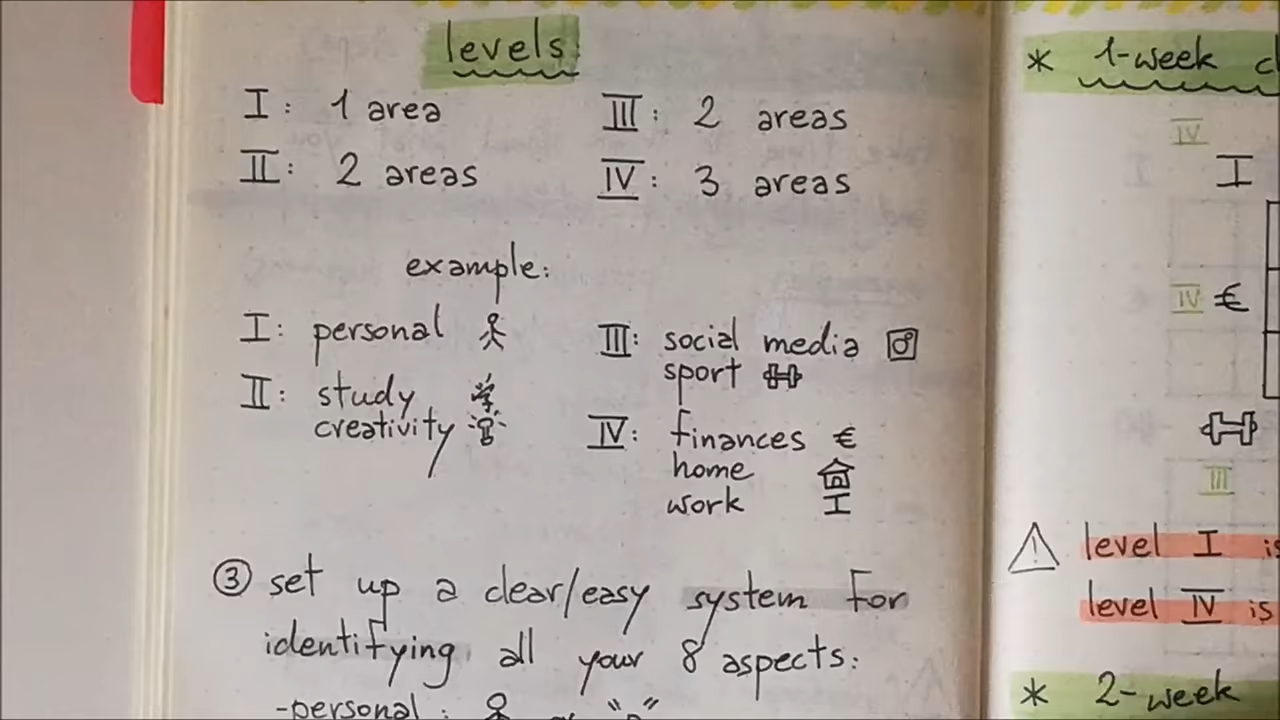 levels
I: 1 area
II: 2 areas
III: 2 areas
IV: 3 areas
example:
I: personal
II: study
creativity
III: social media
sport
IV: finances €
home
work
③ set up a clear/easy system for
identifying all your 8 aspects:
-personal:
* 1-week
IV
I
IV €
III
level I is
level IV is
* 2-week